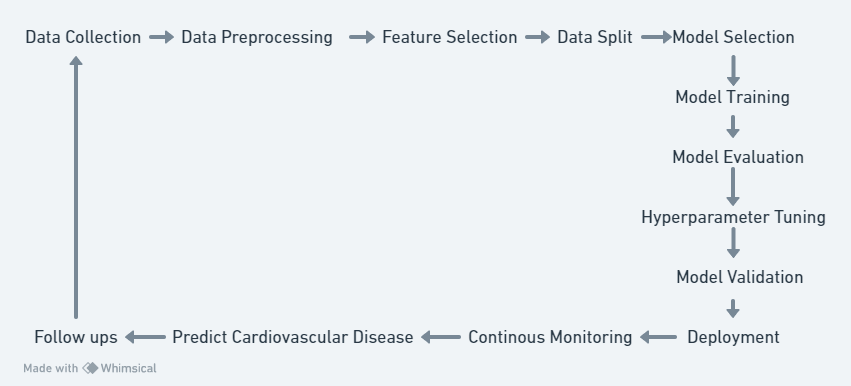 Data Collection Data Preprocessing Feature Selection Data Split Model Selection
Model Training
Model Evaluation
Hyperparameter Tuning
Model Validation
Follow ups Predict Cardiovascular Disease Continous Monitoring Deployment
Made with Whimsical